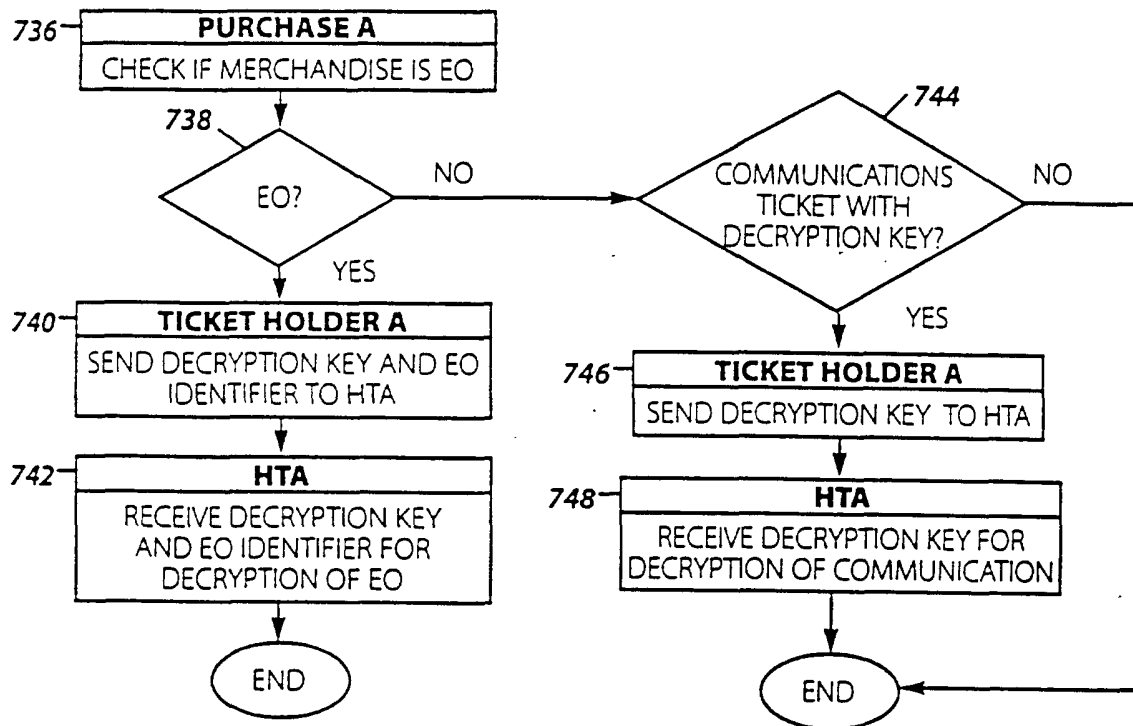 736
PURCHASE A
CHECK IF MERCHANDISE IS EO
738
EO?
NO
YES
740
TICKET HOLDER A
SEND DECRYPTION KEY AND EO
IDENTIFIER TO HTA
742
HTA
RECEIVE DECRYPTION KEY
AND EO IDENTIFIER FOR
DECRYPTION OF EO
END
744
COMMUNICATIONS
TICKET WITH
DECRYPTION KEY?
NO
YES
746
TICKET HOLDER A
SEND DECRYPTION KEY TO HTA
748
HTA
RECEIVE DECRYPTION KEY FOR
DECRYPTION OF COMMUNICATION
END